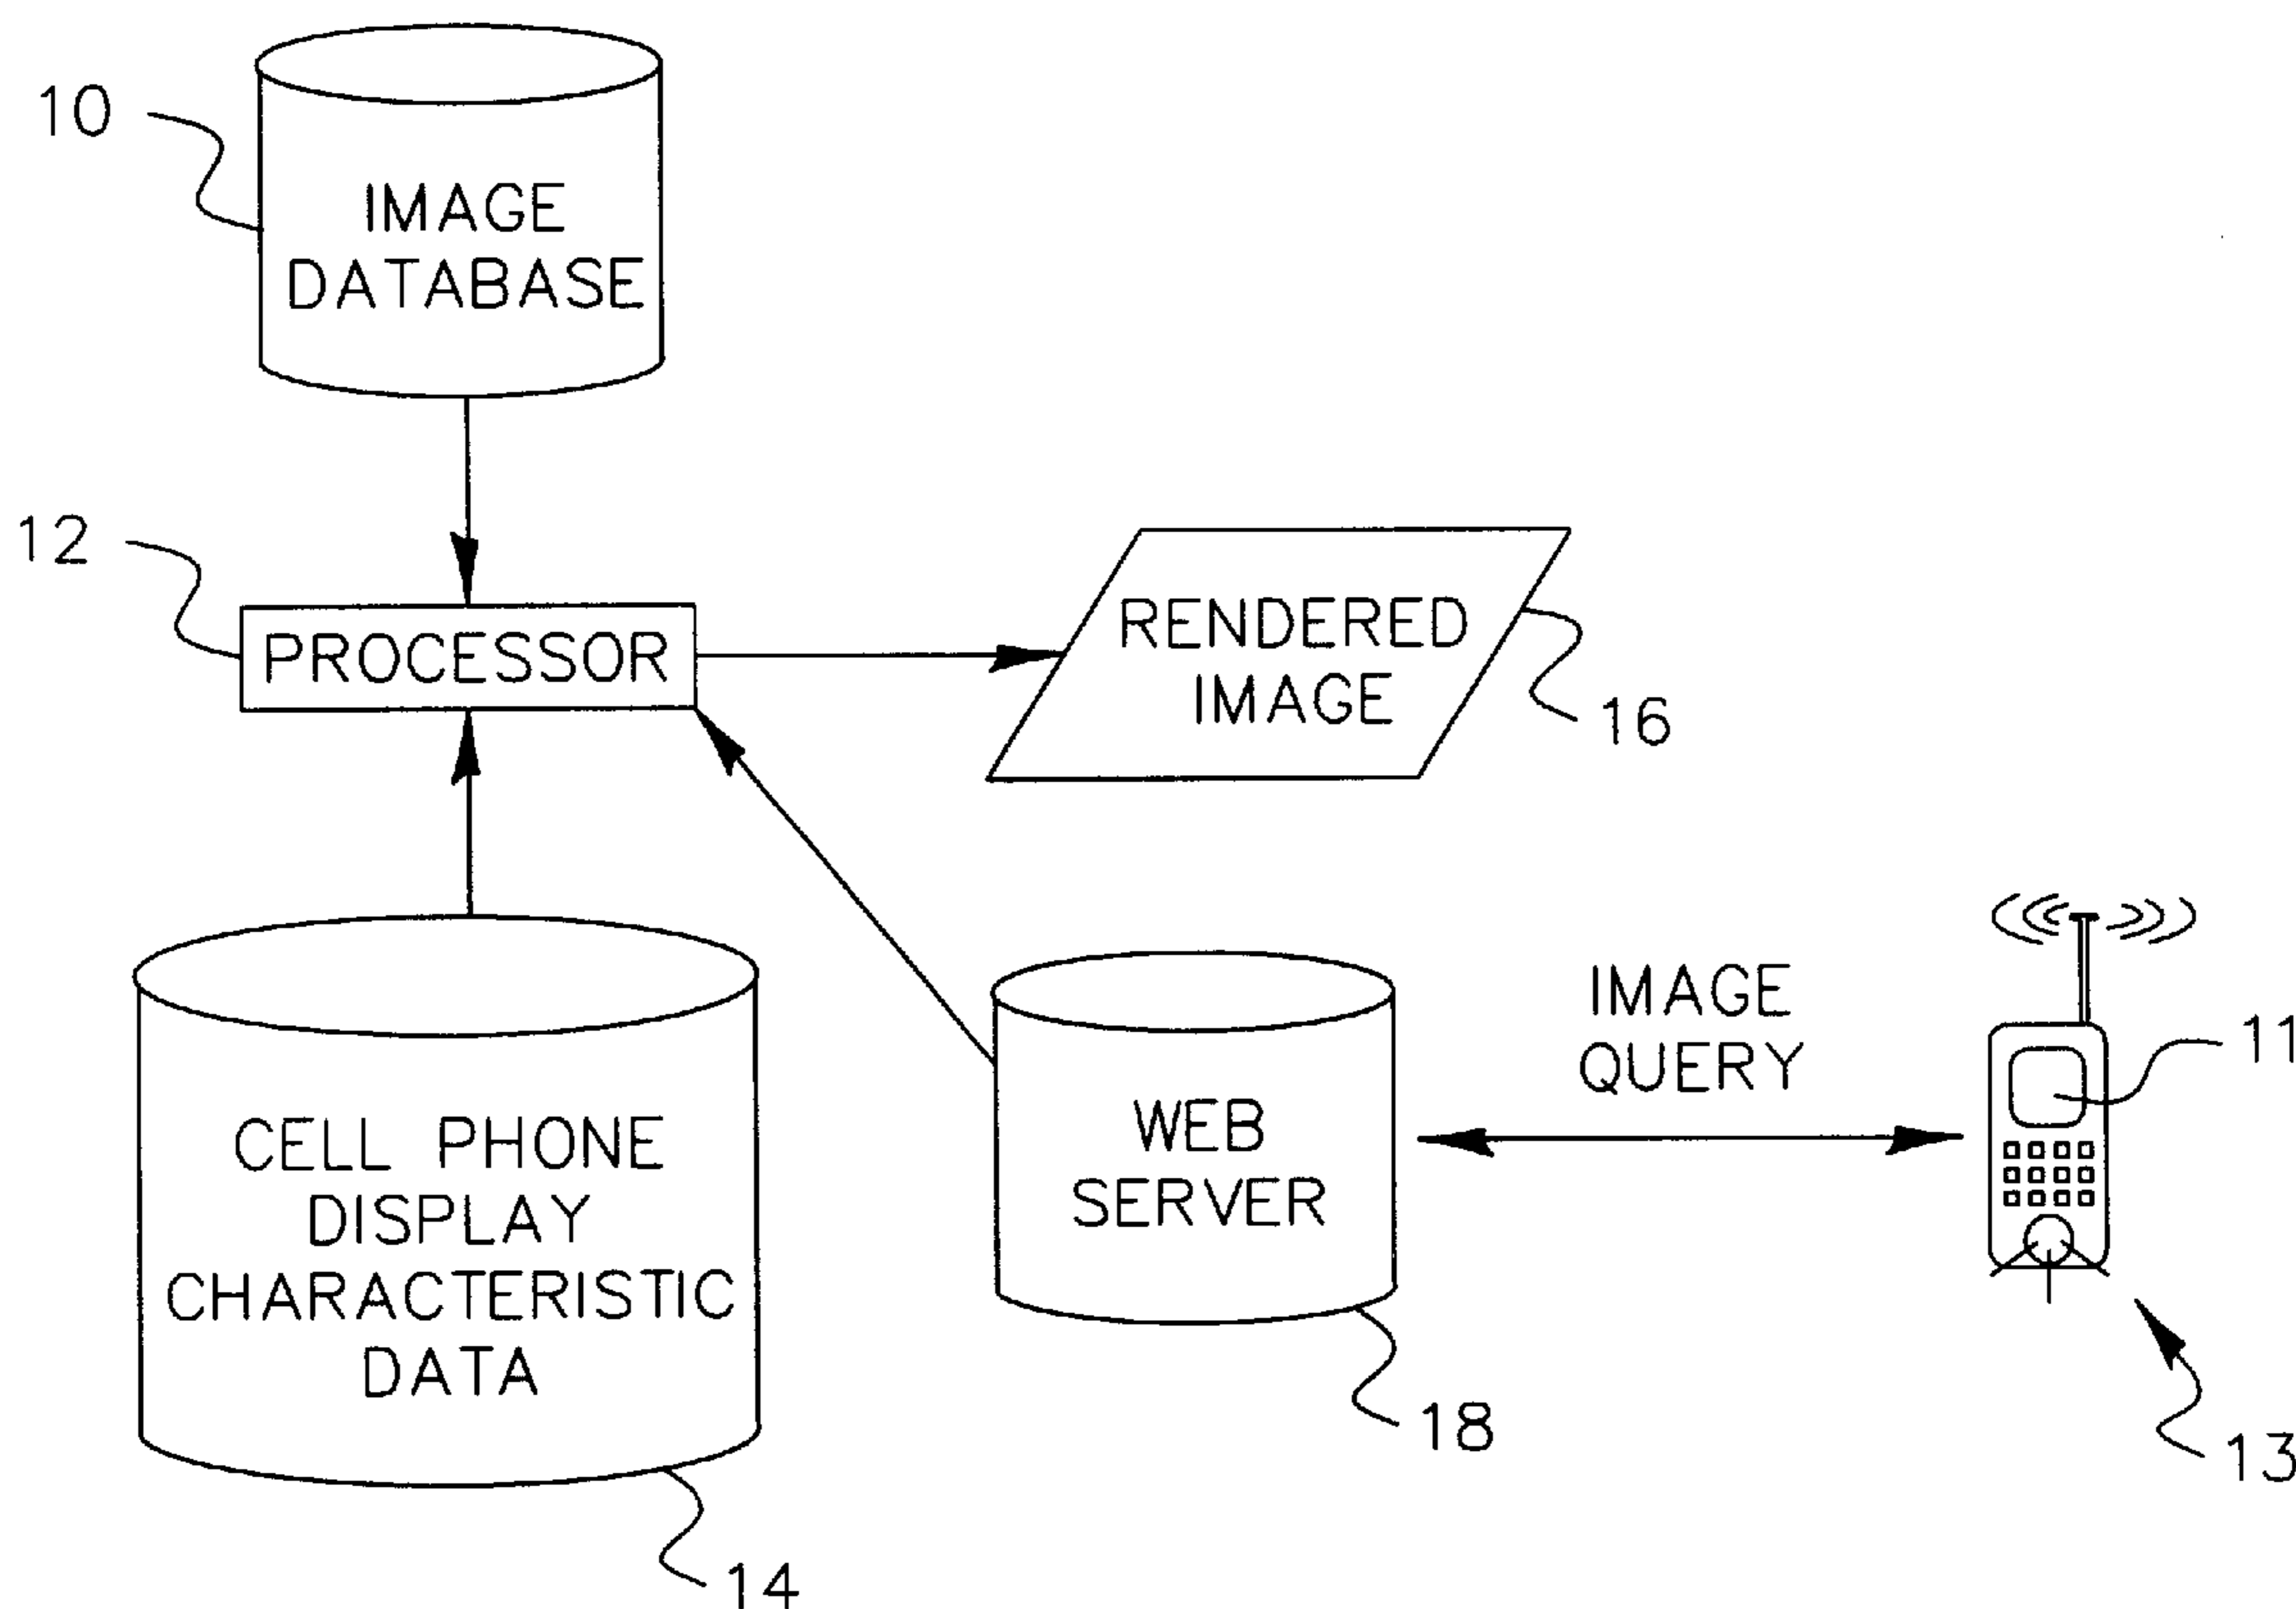 10
IMAGE
DATABASE
12
PROCESSOR
RENDERED
IMAGE
16
CELL PHONE
DISPLAY
CHARACTERISTIC
DATA
14
WEB
SERVER
18
IMAGE
QUERY
11
13